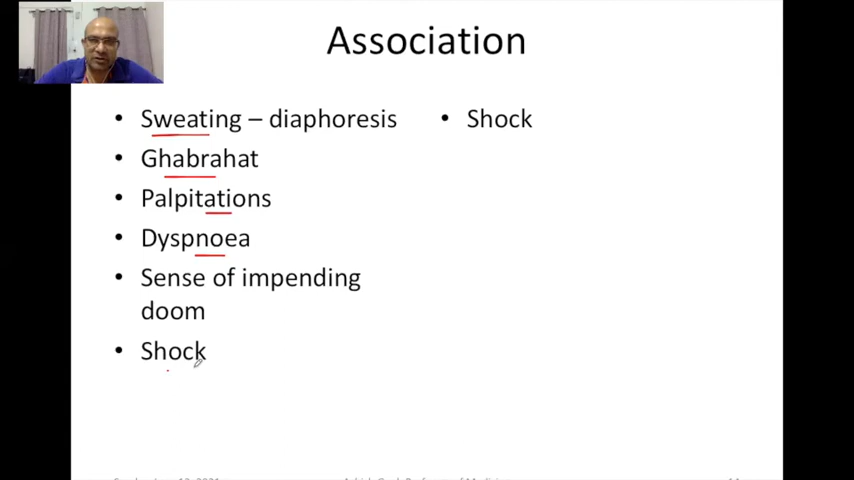 Association
• Sweating – diaphoresis
• Ghabrahat
• Palpitations
• Dyspnoea
• Sense of impending
doom
• Shock
• Shock